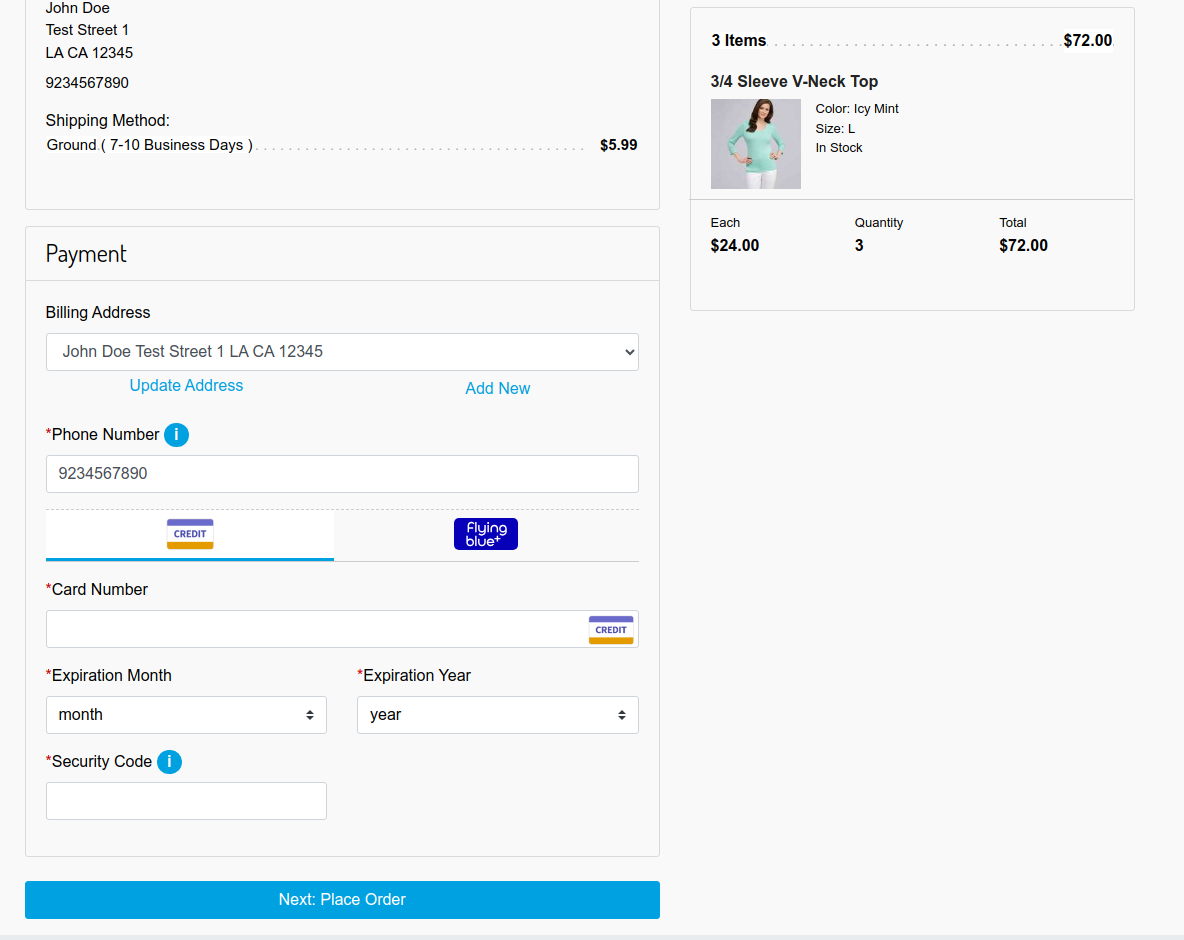 John Doe
Test Street 1
LA CA 12345
9234567890
Shipping Method:
Ground ( 7-10 Business Days ) $5.99
Payment
Billing Address
John Doe Test Street 1 LA CA 12345
Update Address Add New
*Phone Number i
9234567890
CREDIT flying blue+
*Card Number
CREDIT
*Expiration Month *Expiration Year
month year
*Security Code i
Next: Place Order
3 Items $72.00
3/4 Sleeve V-Neck Top
Color: Icy Mint
Size: L
In Stock
Each Quantity Total
$24.00 3 $72.00